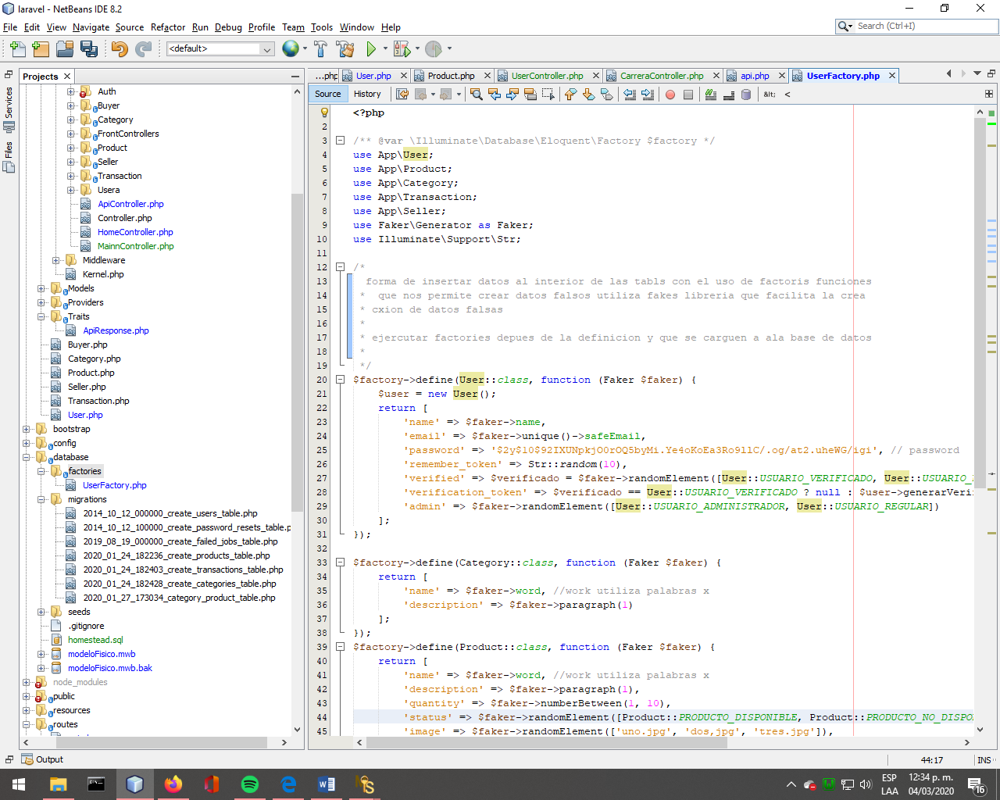 laravel - NetBeans IDE 8.2
File Edit View Navigate Source Refactor Run Debug Profile Team Tools Window Help
Search (Ctrl+I)
<default>
Services
Files
Projects
Auth
Buyer
Category
FrontControllers
Product
Seller
Transaction
Usera
ApiController.php
Controller.php
HomeController.php
MainnController.php
Middleware
Kernel.php
Models
Providers
Traits
ApiResponse.php
Buyer.php
Category.php
Product.php
Seller.php
Transaction.php
User.php
bootstrap
config
database
factories
UserFactory.php
migrations
2014_10_12_000000_create_users_table.php
2014_10_12_100000_create_password_resets_table.p
2019_08_19_000000_create_failed_jobs_table.php
2020_01_24_182236_create_products_table.php
2020_01_24_182403_create_transactions_table.php
2020_01_24_182428_create_categories_table.php
2020_01_27_173034_category_product_table.php
seeds
.gitignore
homestead.sql
modeloFisico.mwb
modeloFisico.mwb.bak
node_modules
public
resources
routes
...php User.php Product.php UserController.php CarreraController.php api.php UserFactory.php
Source History &lt; <
<?php
2
3 /** @var \Illuminate\Database\Eloquent\Factory $factory */
4 use App\User;
5 use App\Product;
6 use App\Category;
7 use App\Transaction;
8 use App\Seller;
9 use Faker\Generator as Faker;
10 use Illuminate\Support\Str;
11
12 /*
13 forma de insertar datos al interior de las tabls con el uso de factoris funciones
14 * que nos permite crear datos falsos utiliza fakes libreria que facilita la crea
15 * cxion de datos falsas
16 *
17 * ejercutar factories depues de la definicion y que se carguen a ala base de datos
18 *
19 */
20 $factory->define(User::class, function (Faker $faker) {
21 $user = new User();
22 return [
23 'name' => $faker->name,
24 'email' => $faker->unique()->safeEmail,
25 'password' => '$2y$10$92IXUNpkjO0rOQ5byMi.Ye4oKoEa3Ro9llC/.og/at2.uheWG/igi', // password
26 'remember_token' => Str::random(10),
27 'verified' => $verificado = $faker->randomElement([User::USUARIO_VERIFICADO, User::USUARIO_
28 'verification_token' => $verificado == User::USUARIO_VERIFICADO ? null : $user->generarVeri
29 'admin' => $faker->randomElement([User::USUARIO_ADMINISTRADOR, User::USUARIO_REGULAR])
30 ];
31 });
32
33 $factory->define(Category::class, function (Faker $faker) {
34 return [
35 'name' => $faker->word, //work utiliza palabras x
36 'description' => $faker->paragraph(1)
37 ];
38 });
39 $factory->define(Product::class, function (Faker $faker) {
40 return [
41 'name' => $faker->word, //work utiliza palabras x
42 'description' => $faker->paragraph(1),
43 'quantity' => $faker->numberBetween(1, 10),
44 'status' => $faker->randomElement([Product::PRODUCTO_DISPONIBLE, Product::PRODUCTO_NO_DISPO
45 'image' => $faker->randomElement(['uno.jpg', 'dos,jpg', 'tres.jpg']),
Output
44:17 INS
ESP
LAA
12:34 p. m.
04/03/2020
16